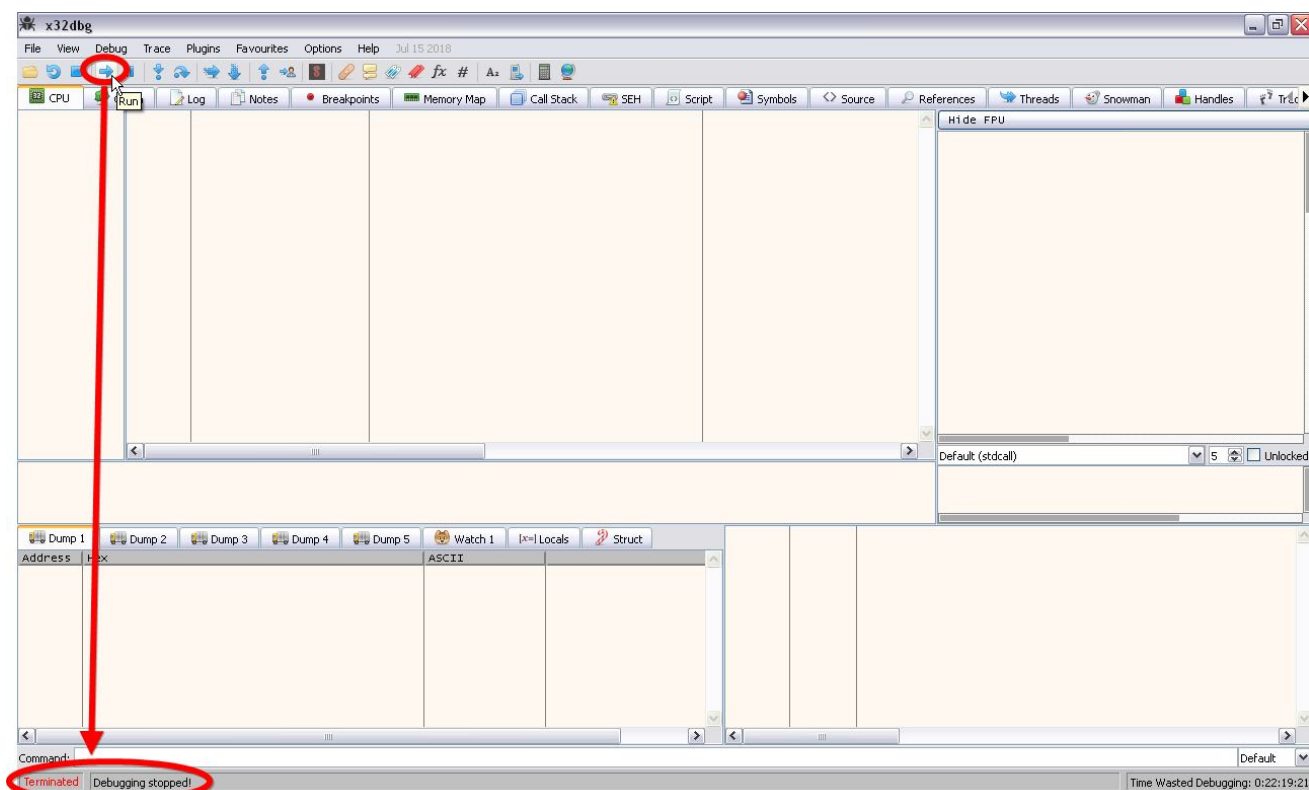 x32dbg
File View Debug Trace Plugins Favourites Options Help Jul 15 2018
fx # Az
32 CPU Log Notes Breakpoints Memory Map Call Stack SEH Script Symbols Source References Threads Snowman Handles
Run
Hide FPU
Default (stdcall) 5 Unlocked
Dump 1 Dump 2 Dump 3 Dump 4 Dump 5 Watch 1 [x=] Locals Struct
Address Hex ASCII
Command: Default
Terminated Debugging stopped! Time Wasted Debugging: 0:22:19:21